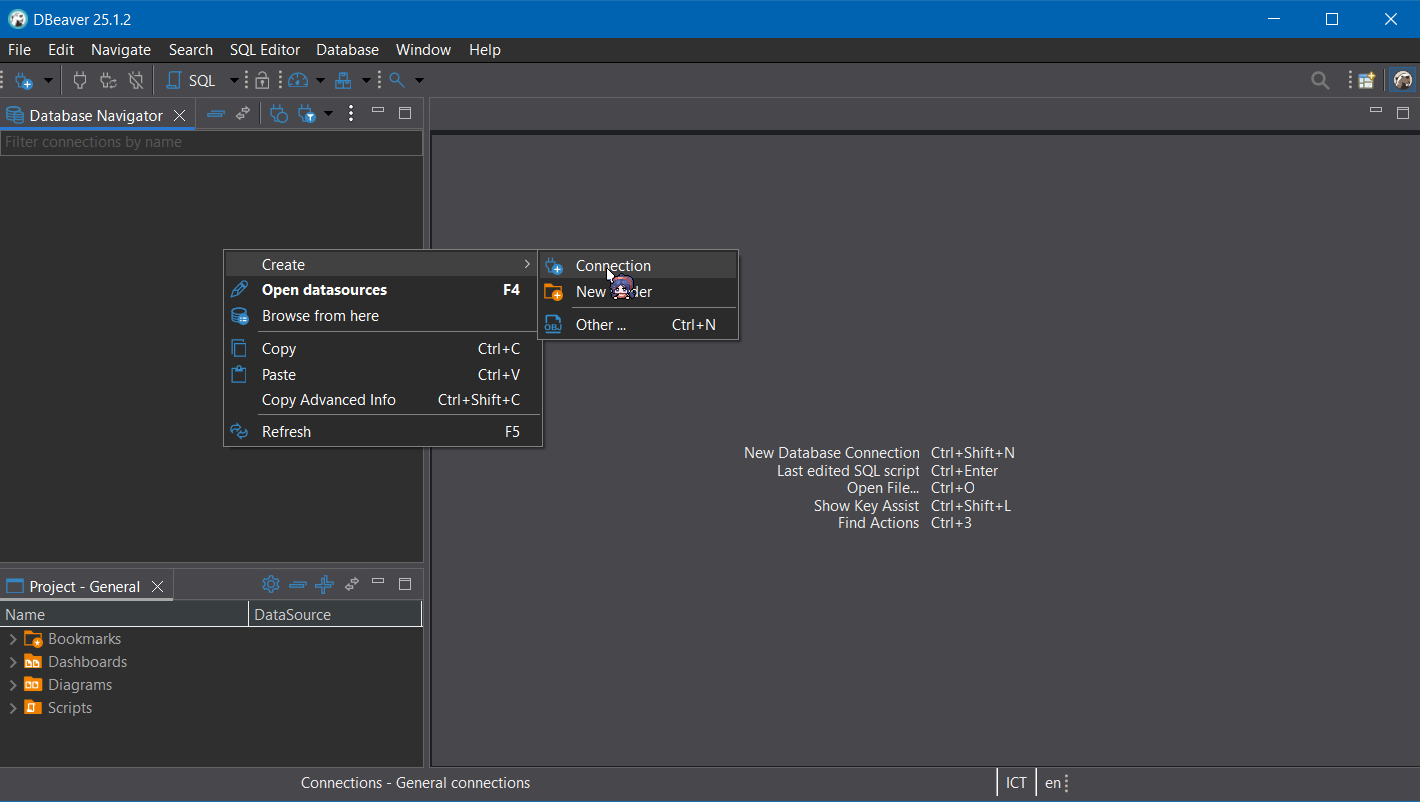 DBeaver 25.1.2
File Edit Navigate Search SQL Editor Database Window Help
SQL
Database Navigator
Filter connections by name
Create
Open datasources F4
Browse from here
Copy Ctrl+C
Paste Ctrl+V
Copy Advanced Info Ctrl+Shift+C
Refresh F5
Connection
New
Other ... Ctrl+N
OBJ
New Database Connection Ctrl+Shift+N
Last edited SQL script Ctrl+Enter
Open File... Ctrl+O
Show Key Assist Ctrl+Shift+L
Find Actions Ctrl+3
Project - General
Name DataSource
Bookmarks
Dashboards
Diagrams
Scripts
Connections - General connections
ICT en